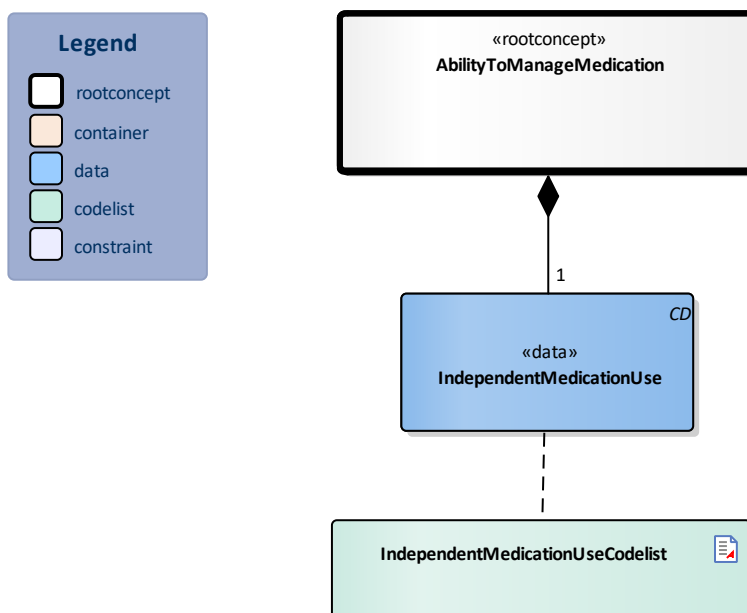 Legend
rootconcept
container
data
codelist
constraint
«rootconcept»
AbilityToManageMedication
1
CD
«data»
IndependentMedicationUse
IndependentMedicationUseCodelist